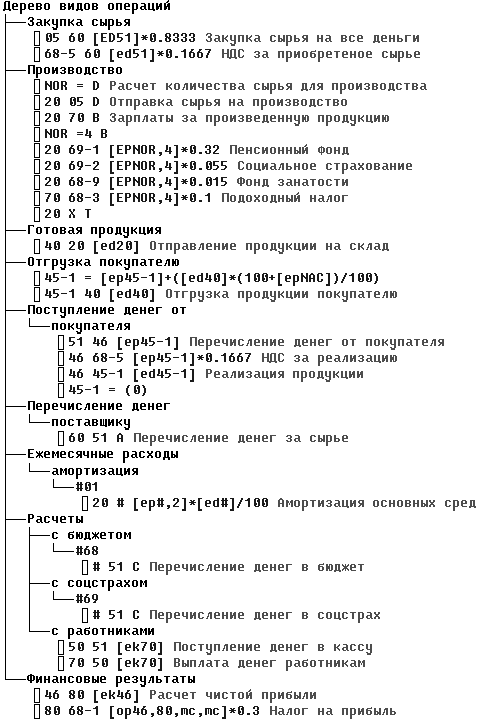 Дерево видов операций
Закупка сырья
05 60 [ED51]*0.8333 Закупка сырья на все деньги
68-5 60 [ed51]*0.1667 НДС за приобретеное сырье
Производство
NOR = D Расчет количества сырья для производства
20 05 D Отправка сырья на производство
20 70 B Зарплаты за произведенную продукцию
NOR =4 B
20 69-1 [EPNOR,4]*0.32 Пенсионный фонд
20 69-2 [EPNOR,4]*0.055 Социальное страхование
20 68-9 [EPNOR,4]*0.015 Фонд занатости
70 68-3 [EPNOR,4]*0.1 Подоходный налог
20 X T
Готовая продукция
40 20 [ed20] Отправление продукции на склад
Отгрузка покупателю
45-1 = [ep45-1]+([ed40]*(100+[epNAC])/100)
45-1 40 [ed40] Отгрузка продукции покупателю
Поступление денег от
покупателя
51 46 [ep45-1] Перечисление денег от покупателя
46 68-5 [ep45-1]*0.1667 НДС за реализацию
46 45-1 [ed45-1] Реализация продукции
45-1 = (0)
Перечисление денег
поставщику
60 51 A Перечисление денег за сырье
Ежемесячные расходы
амортизация
#01
20 # [ep#,2]*[ed#]/100 Амортизация основных сред
Расчеты
с бюджетом
#68
# 51 C Перечисление денег в бюджет
с соцстрахом
#69
# 51 C Перечисление денег в соцстрах
с работниками
50 51 [ek70] Поступление денег в кассу
70 50 [ek70] Выплата денег работникам
Финансовые результаты
46 80 [ek46] Расчет чистой прибыли
80 68-1 [op46,80,mc,mc]*0.3 Налог на прибыль